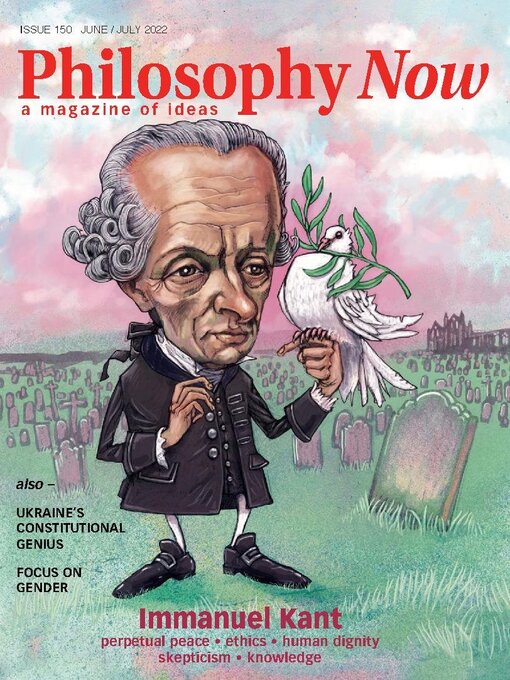 ISSUE 150 JUNE / JULY 2022
Philosophy Now
a magazine of ideas
also –
UKRAINE'S
CONSTITUTIONAL
GENIUS
FOCUS ON
GENDER
Immanuel Kant
perpetual peace • ethics • human dignity
skepticism • knowledge